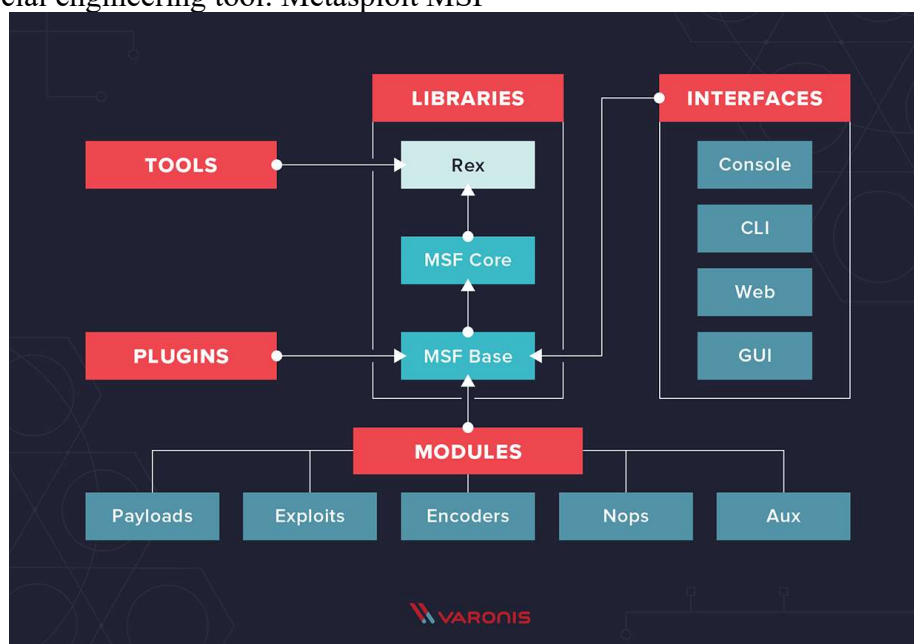 cial engineering tool: Metasploit MSF
LIBRARIES
INTERFACES
TOOLS
Rex
Console
MSF Core
CLI
Web
PLUGINS
MSF Base
GUI
MODULES
Payloads
Exploits
Encoders
Nops
Aux
VARONIS